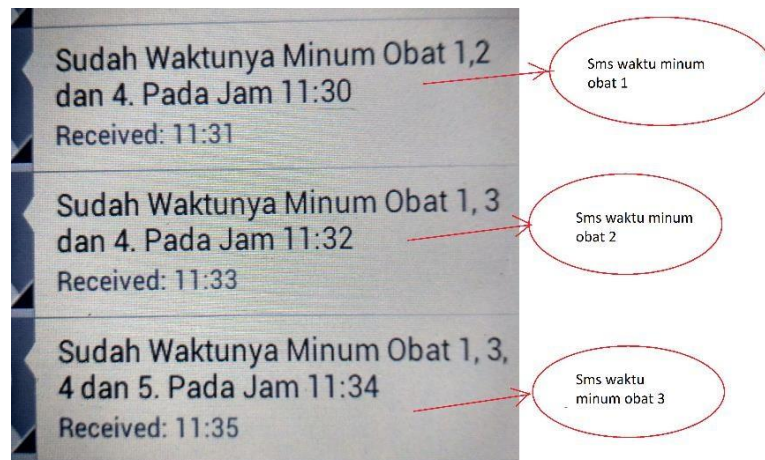 Sudah Waktunya Minum Obat 1,2
dan 4. Pada Jam 11:30
Received: 11:31
Sms waktu minum
obat 1
Sudah Waktunya Minum Obat 1, 3
dan 4. Pada Jam 11:32
Received: 11:33
Sms waktu minum
obat 2
Sudah Waktunya Minum Obat 1, 3,
4 dan 5. Pada Jam 11:34
Received: 11:35
Sms waktu
minum obat 3